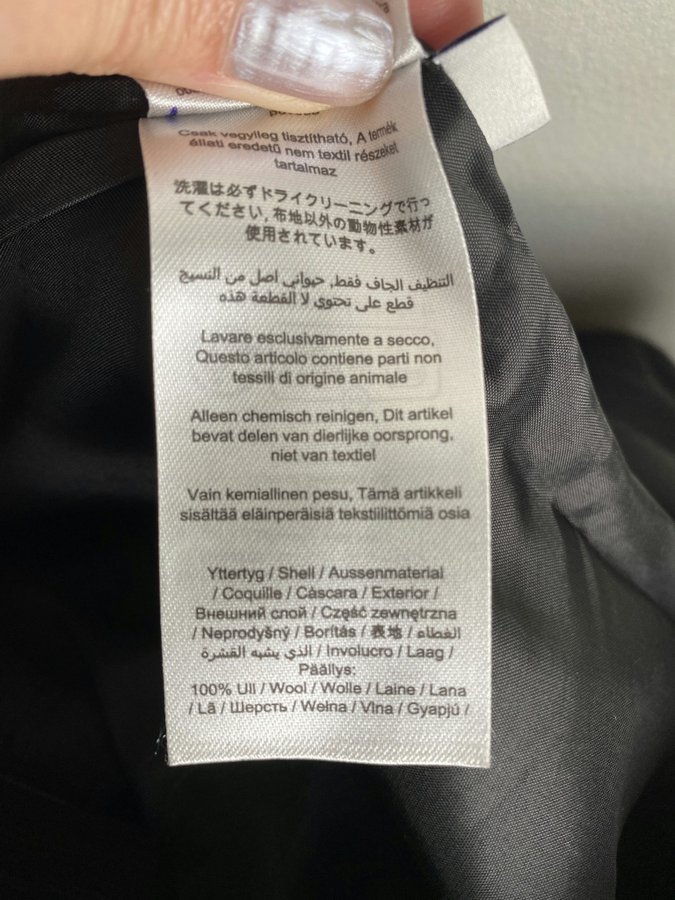 Csak vegyileg tisztítható, A termék
állati eredetű nem textil részeket
tartalmaz
洗濯は必ずドライクリーニングで行っ
てください, 布地以外の動物性素材が
使用されています。
التنظيف الجاف فقط, حيواني أصل من النسيج
قطع على تحتوي لا القطعة هذه
Lavare esclusivamente a secco,
Questo articolo contiene parti non
tessili di origine animale
Alleen chemisch reinigen, Dit artikel
bevat delen van dierlijke oorsprong,
niet van textiel
Vain kemiallinen pesu, Tämä artikkeli
sisältää eläinperäisiä tekstiilittömiä osia
Yttertyg / Shell / Aussenmaterial
/ Coquille / Cáscara / Exterior /
Внешний слой / Część zewnętrzna
/ Neprodyšný / Borítás / 表地 / الغطاء
الذي يشبه القشرة / Involucro / Laag /
Päällys:
100% Ull / Wool / Wolle / Laine / Lana
/ Lã / Шерсть / Wełna / Vlna / Gyapjú /